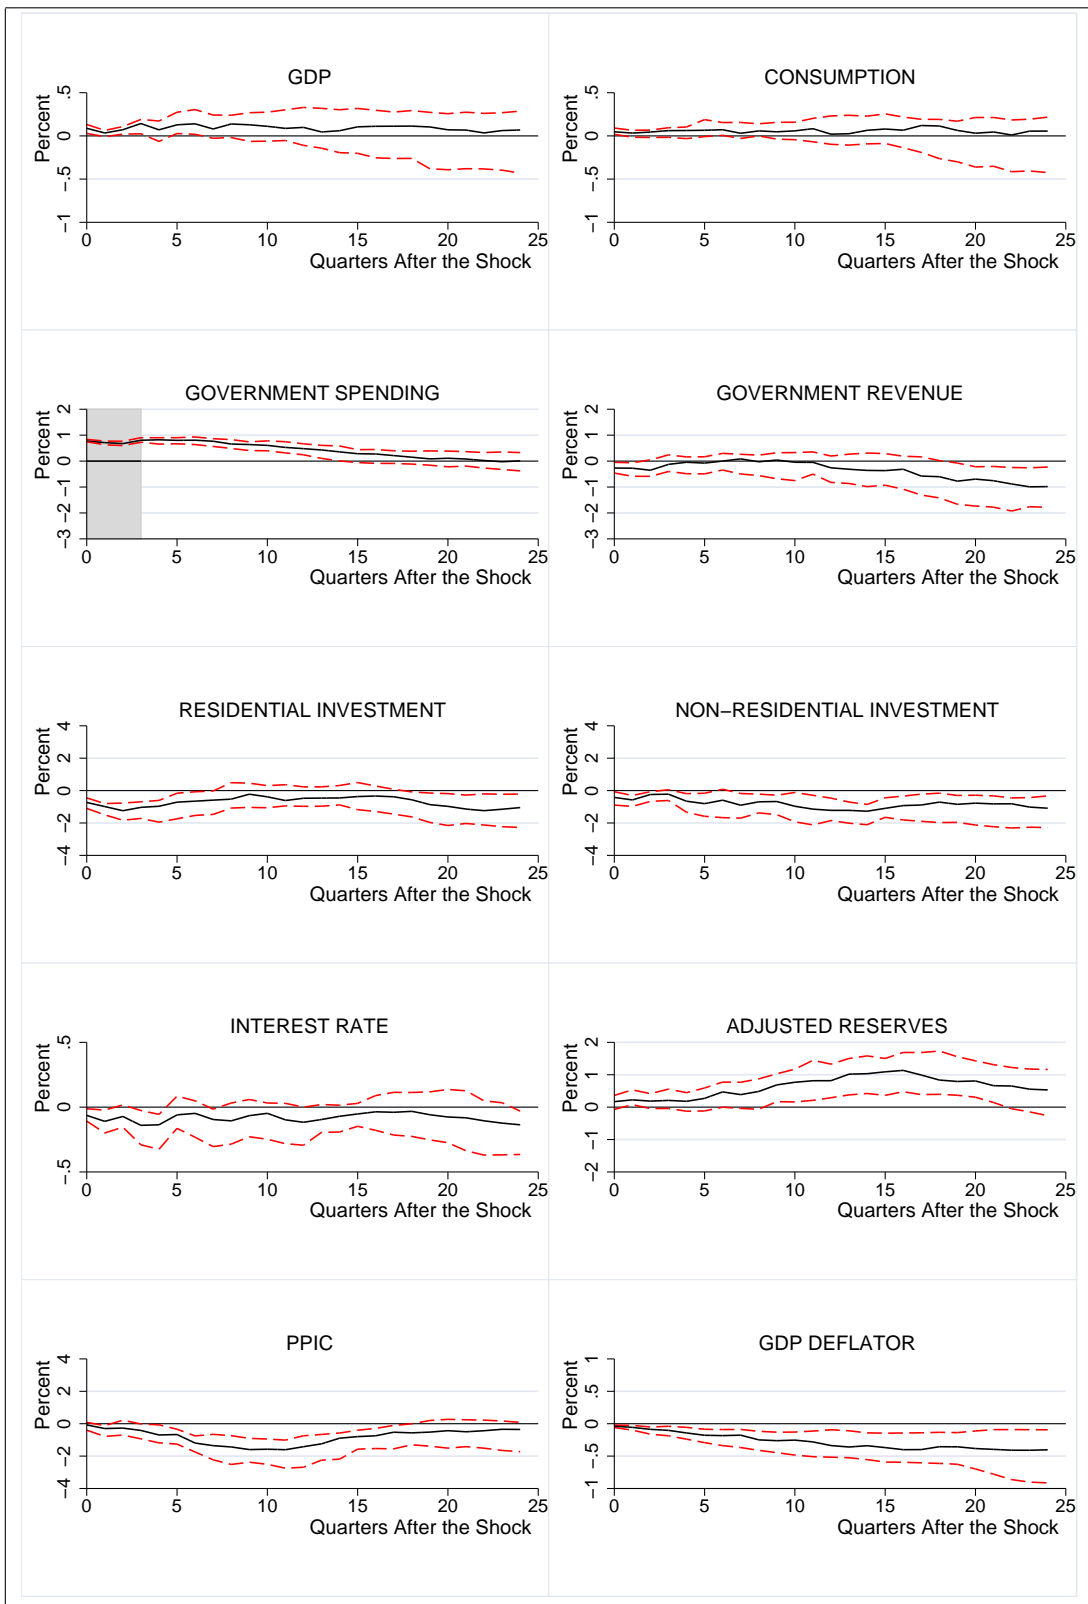 GDP
Percent
.5
0
−.5
−1
0 5 10 15 20 25
Quarters After the Shock
CONSUMPTION
Percent
.5
0
−.5
−1
0 5 10 15 20 25
Quarters After the Shock
GOVERNMENT SPENDING
Percent
2
1
0
−1
−2
−3
0 5 10 15 20 25
Quarters After the Shock
GOVERNMENT REVENUE
Percent
2
1
0
−1
−2
−3
0 5 10 15 20 25
Quarters After the Shock
RESIDENTIAL INVESTMENT
Percent
4
2
0
−2
−4
0 5 10 15 20 25
Quarters After the Shock
NON−RESIDENTIAL INVESTMENT
Percent
4
2
0
−2
−4
0 5 10 15 20 25
Quarters After the Shock
INTEREST RATE
Percent
.5
0
−.5
0 5 10 15 20 25
Quarters After the Shock
ADJUSTED RESERVES
Percent
2
1
0
−1
−2
0 5 10 15 20 25
Quarters After the Shock
PPIC
Percent
4
2
0
−2
−4
0 5 10 15 20 25
Quarters After the Shock
GDP DEFLATOR
Percent
1
.5
0
−.5
−1
0 5 10 15 20 25
Quarters After the Shock